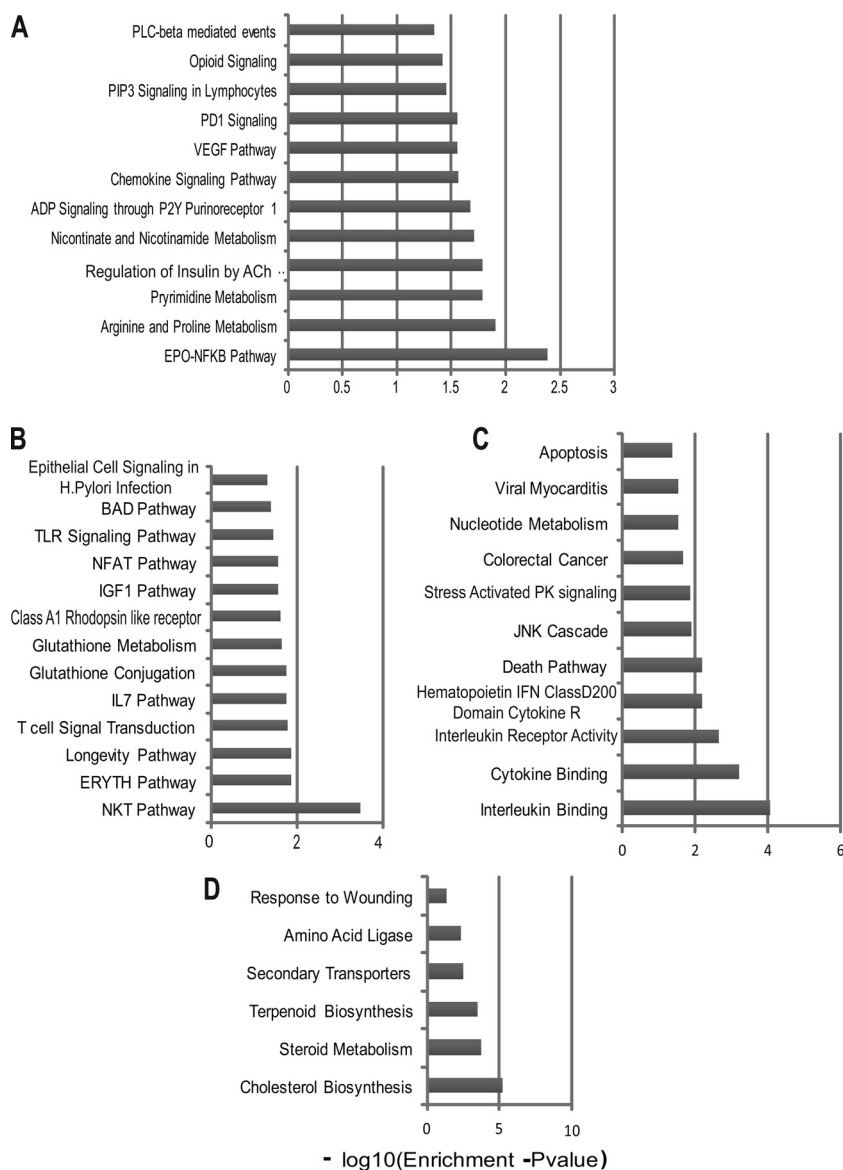 A
PLC-beta mediated events
Opioid Signaling
PIP3 Signaling in Lymphocytes
PD1 Signaling
VEGF Pathway
Chemokine Signaling Pathway
ADP Signaling through P2Y Purinoreceptor 1
Nicontinate and Nicotinamide Metabolism
Regulation of Insulin by ACh ..
Pryrimidine Metabolism
Arginine and Proline Metabolism
EPO-NFKB Pathway
0 0.5 1 1.5 2 2.5 3
B
Epithelial Cell Signaling in
H.Pylori Infection
BAD Pathway
TLR Signaling Pathway
NFAT Pathway
IGF1 Pathway
Class A1 Rhodopsin like receptor
Glutathione Metabolism
Glutathione Conjugation
IL7 Pathway
T cell Signal Transduction
Longevity Pathway
ERYTH Pathway
NKT Pathway
0 2 4
C
Apoptosis
Viral Myocarditis
Nucleotide Metabolism
Colorectal Cancer
Stress Activated PK signaling
JNK Cascade
Death Pathway
Hematopoietin IFN ClassD200
Domain Cytokine R
Interleukin Receptor Activity
Cytokine Binding
Interleukin Binding
0 2 4 6
D
Response to Wounding
Amino Acid Ligase
Secondary Transporters
Terpenoid Biosynthesis
Steroid Metabolism
Cholesterol Biosynthesis
0 5 10
- log10(Enrichment -Pvalue)